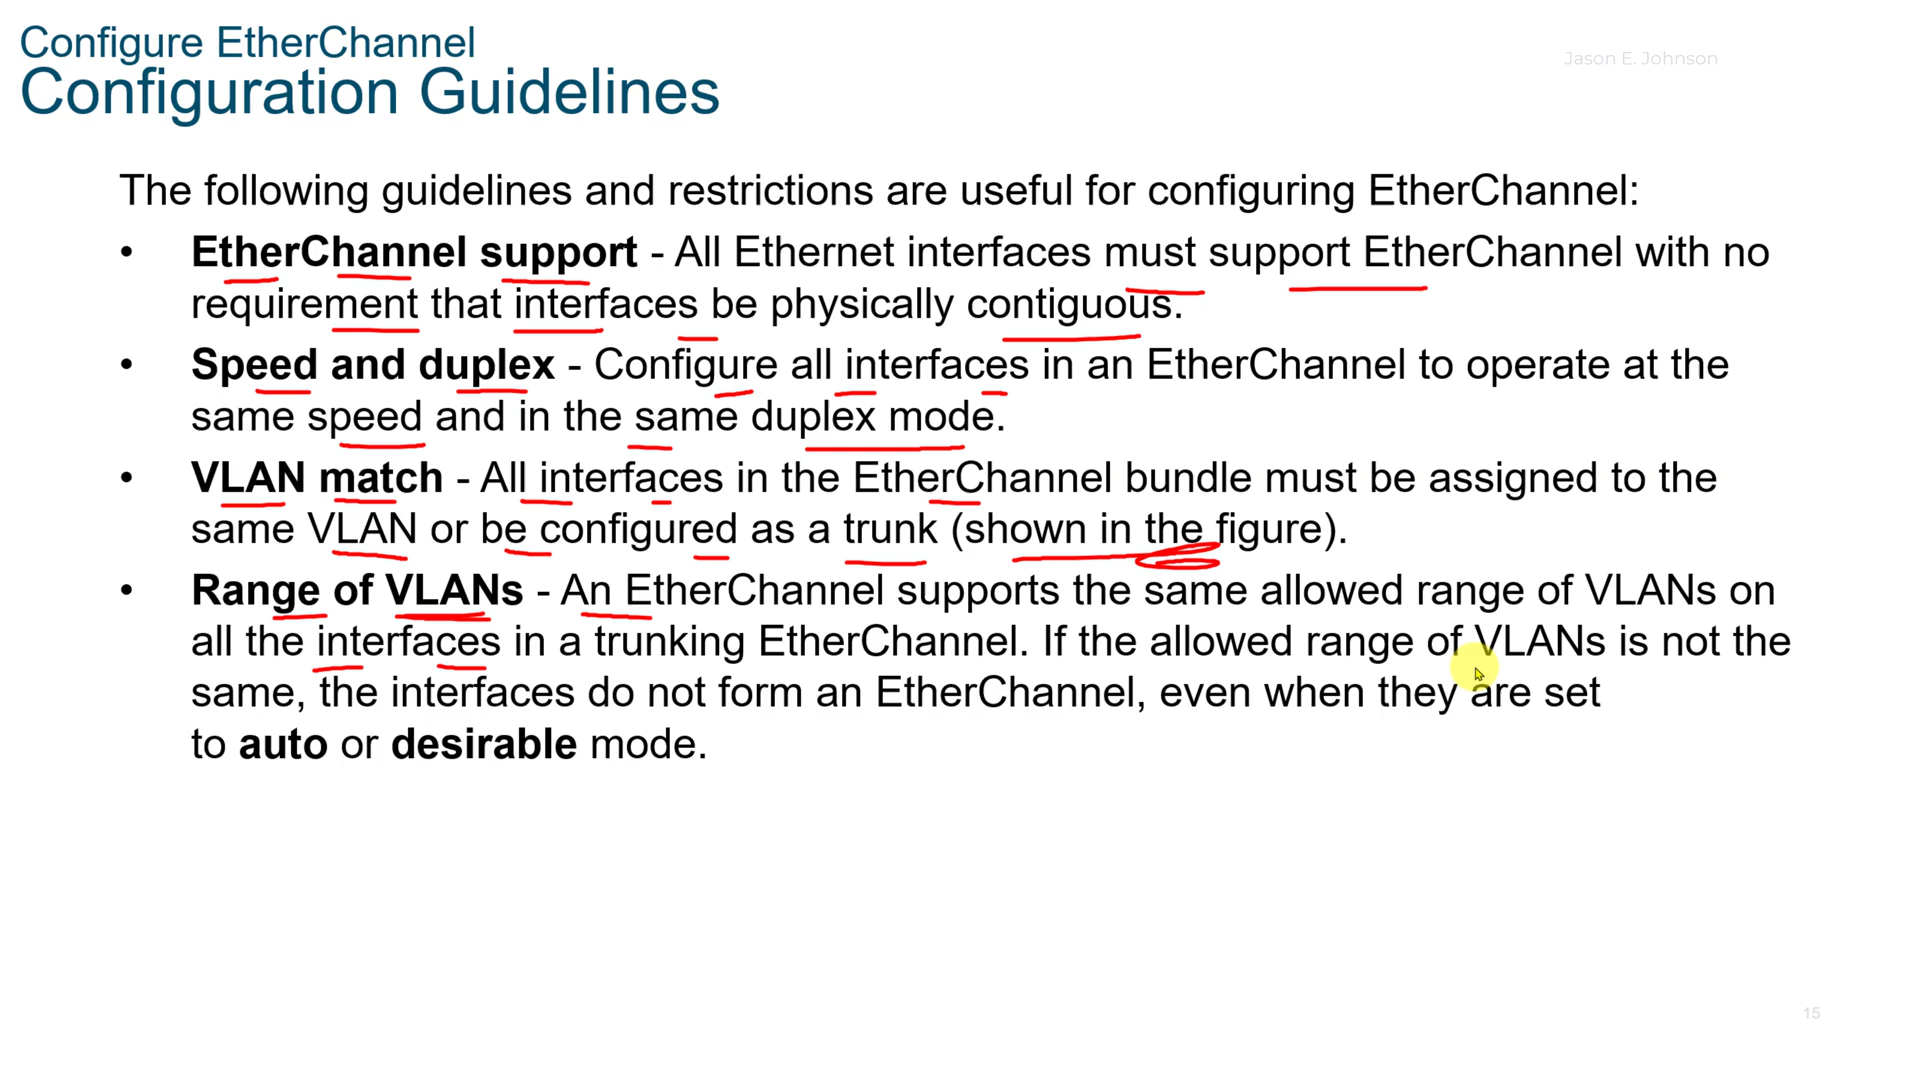 Configure EtherChannel
Jason E. Johnson
Configuration Guidelines
The following guidelines and restrictions are useful for configuring EtherChannel:
• EtherChannel support - All Ethernet interfaces must support EtherChannel with no
requirement that interfaces be physically contiguous.
• Speed and duplex - Configure all interfaces in an EtherChannel to operate at the
same speed and in the same duplex mode.
• VLAN match - All interfaces in the EtherChannel bundle must be assigned to the
same VLAN or be configured as a trunk (shown in the figure).
• Range of VLANs - An EtherChannel supports the same allowed range of VLANs on
all the interfaces in a trunking EtherChannel. If the allowed range of VLANs is not the
same, the interfaces do not form an EtherChannel, even when they are set
to auto or desirable mode.
15